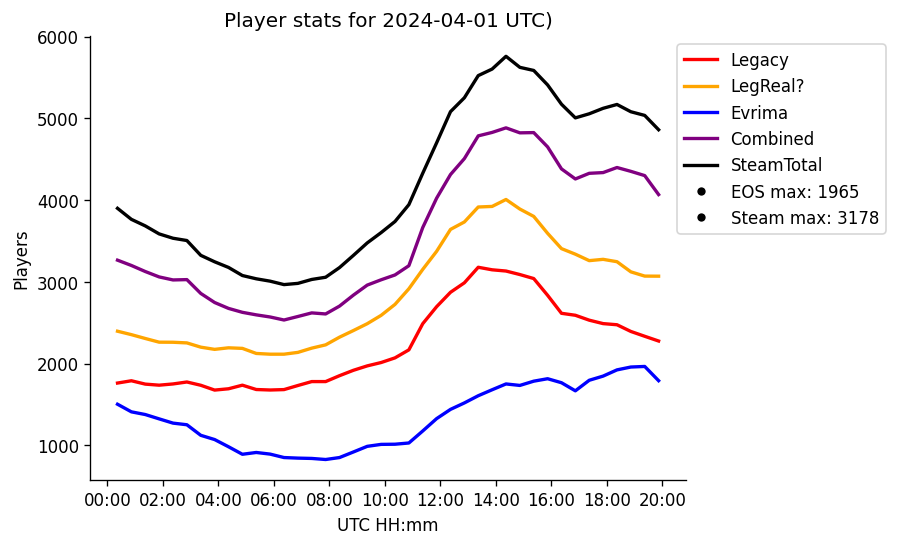 Player stats for 2024-04-01 UTC)
6000
5000
4000
3000
2000
1000
Players
00:00 02:00 04:00 06:00 08:00 10:00 12:00 14:00 16:00 18:00 20:00
UTC HH:mm
Legacy
LegReal?
Evrima
Combined
SteamTotal
EOS max: 1965
Steam max: 3178